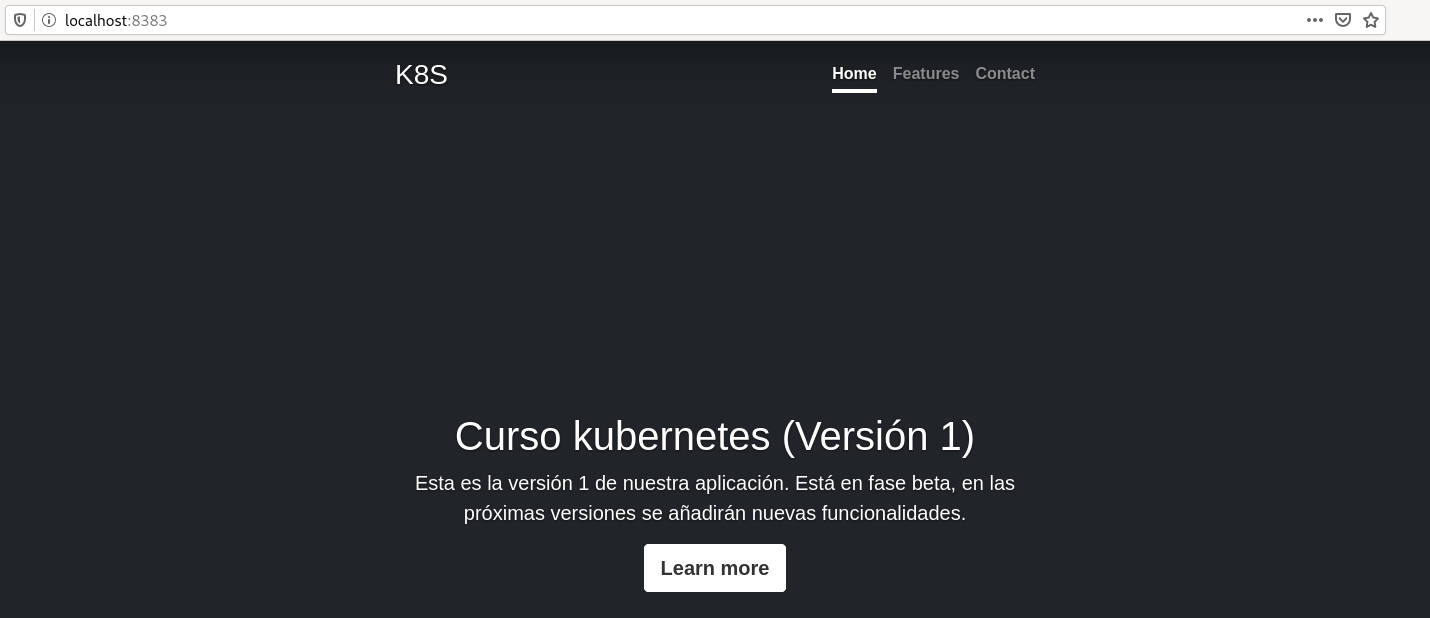 localhost:8383
K8S
Home Features Contact
Curso kubernetes (Versión 1)
Esta es la versión 1 de nuestra aplicación. Está en fase beta, en las
próximas versiones se añadirán nuevas funcionalidades.
Learn more